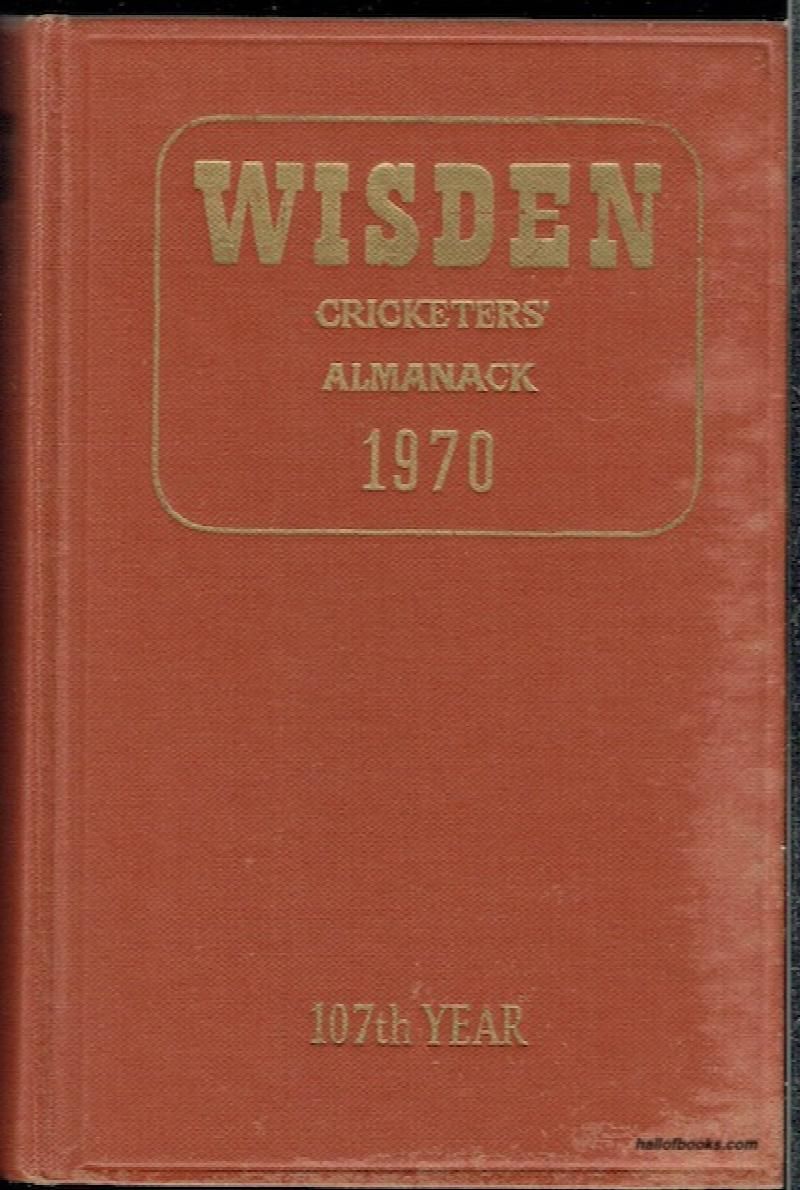 WISDEN
CRICKETERS'
ALMANACK
1970
107th YEAR
hallofbooks.com